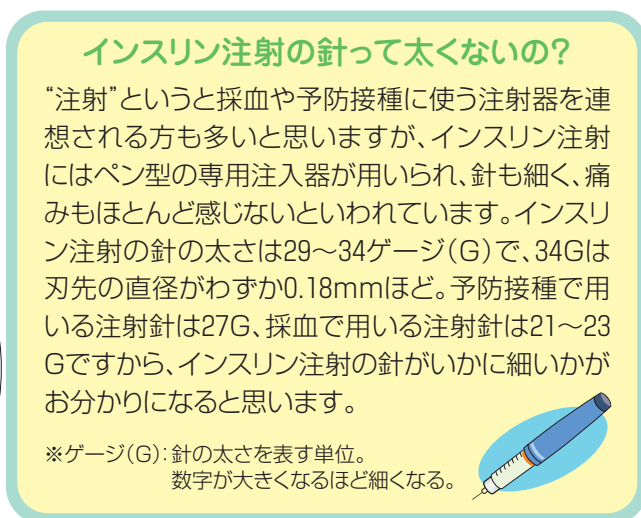 インスリン注射の針って太くないの?
“注射”というと採血や予防接種に使う注射器を連
想される方も多いと思いますが、インスリン注射
にはペン型の専用注入器が用いられ、針も細く、痛
みもほとんど感じないといわれています。インスリ
ン注射の針の太さは29～34ゲージ(G)で、34Gは
刃先の直径がわずか0.18mmほど。予防接種で用
いる注射針は27G、採血で用いる注射針は21～23
Gですから、インスリン注射の針がいかに細いかが
お分かりになると思います。
※ゲージ(G):針の太さを表す単位。
数字が大きくなるほど細くなる。